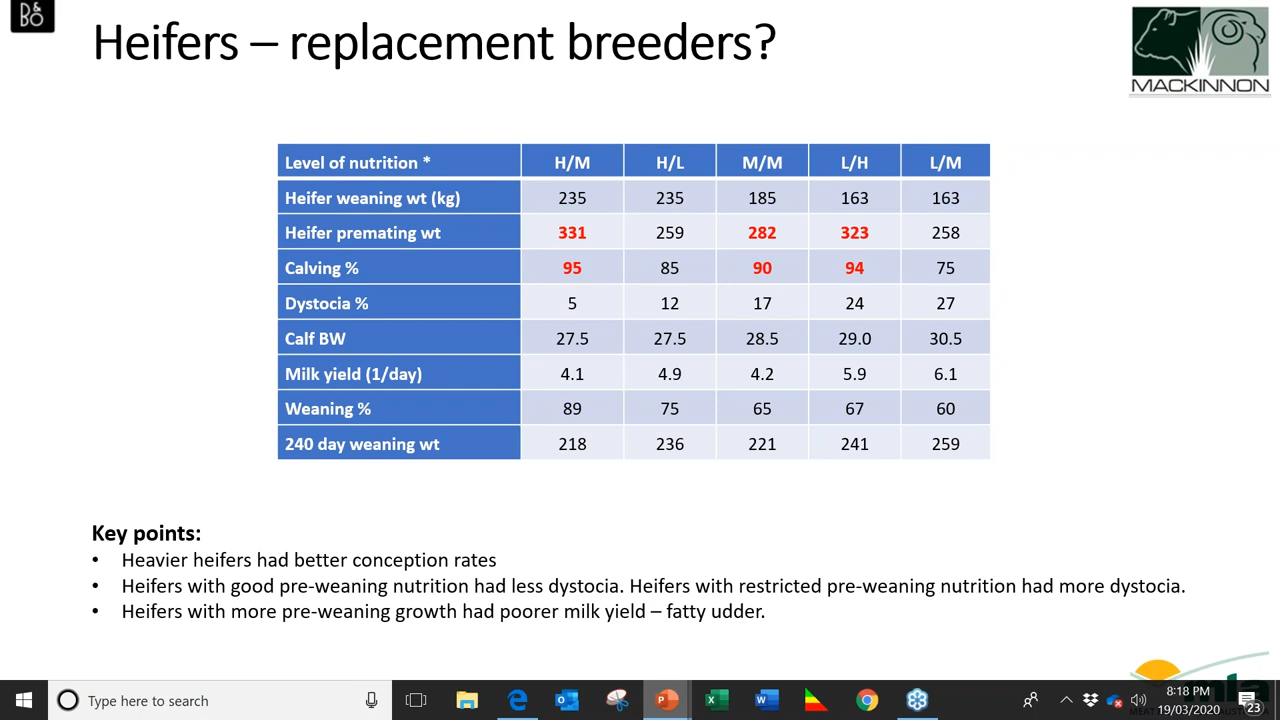 B&O
Heifers – replacement breeders?
MACKINNON
Level of nutrition * H/M H/L M/M L/H L/M
Heifer weaning wt (kg) 235 235 185 163 163
Heifer premating wt 331 259 282 323 258
Calving % 95 85 90 94 75
Dystocia % 5 12 17 24 27
Calf BW 27.5 27.5 28.5 29.0 30.5
Milk yield (1/day) 4.1 4.9 4.2 5.9 6.1
Weaning % 89 75 65 67 60
240 day weaning wt 218 236 221 241 259
Key points:
• Heavier heifers had better conception rates
• Heifers with good pre-weaning nutrition had less dystocia. Heifers with restricted pre-weaning nutrition had more dystocia.
• Heifers with more pre-weaning growth had poorer milk yield – fatty udder.
mla
Type here to search
8:18 PM
19/03/2020
23